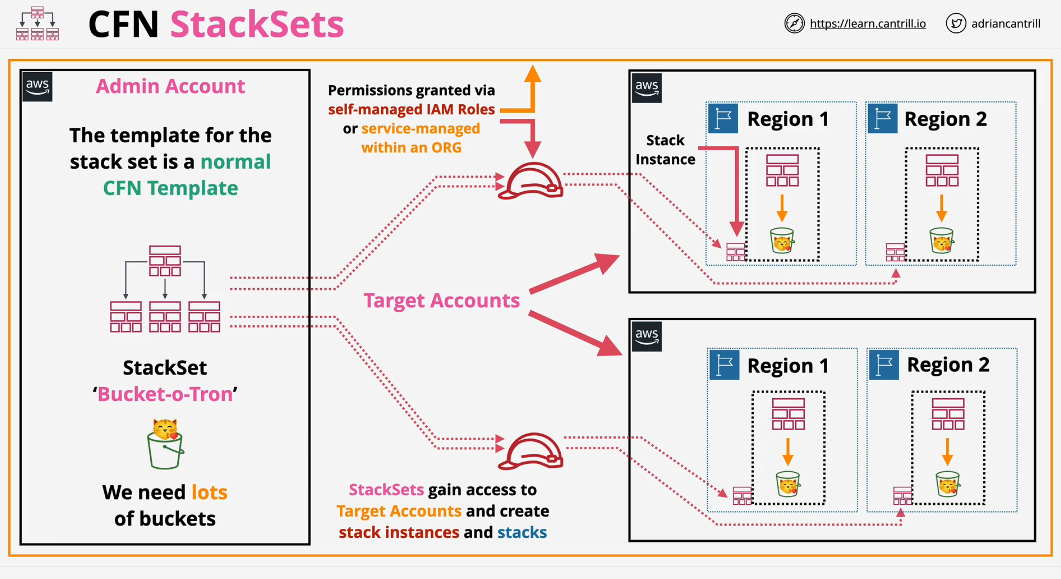 CFN StackSets
https://learn.cantrill.io
adriancantrill
aws
Admin Account
The template for the
stack set is a normal
CFN Template
StackSet
‘Bucket-o-Tron’
We need lots
of buckets
Permissions granted via
self-managed IAM Roles
or service-managed
within an ORG
Target Accounts
StackSets gain access to
Target Accounts and create
stack instances and stacks
aws
Stack
Instance
Region 1
Region 2
aws
Region 1
Region 2